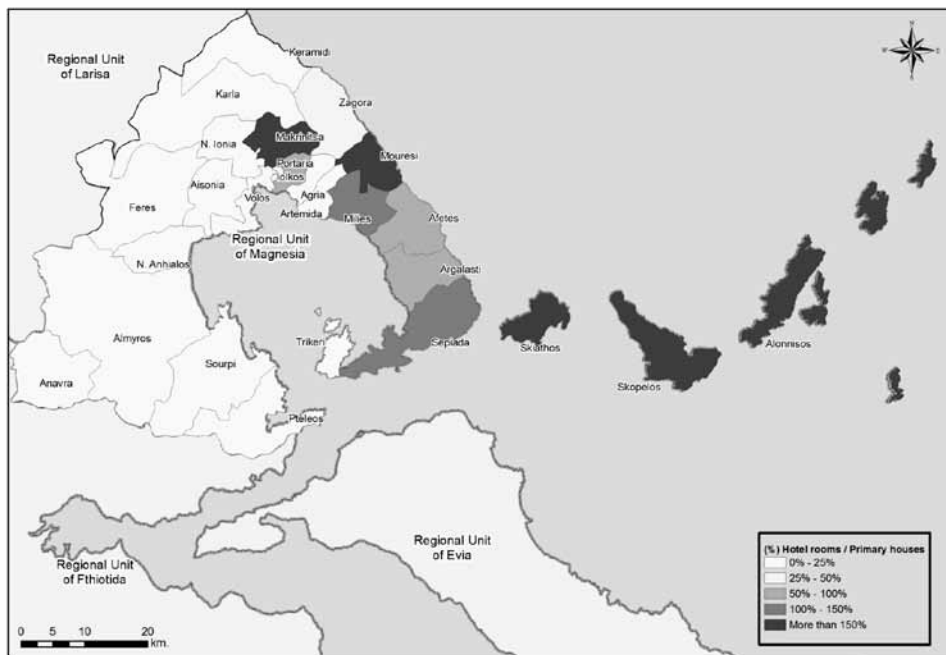 N
W
E
S
Regional Unit
of Larisa
Keramidi
Karla
Zagora
Makrinitsa
N. Ionia
Mouresi
Portaria
Iolkos
Aisonia
Volos
Agria
Feres
Artemida
Milies
Afetes
Regional Unit
of Magnesia
N. Anhialos
Argalasti
Almyros
Trikeri
Sepiada
Skiathos
Alonnisos
Sourpi
Skopelos
Anavra
Pteleos
Regional Unit
of Evia
Regional Unit
of Fthiotida
(%) Hotel rooms / Primary houses
0% - 25%
25% - 50%
50% - 100%
100% - 150%
More than 150%
0 5 10 20
km.